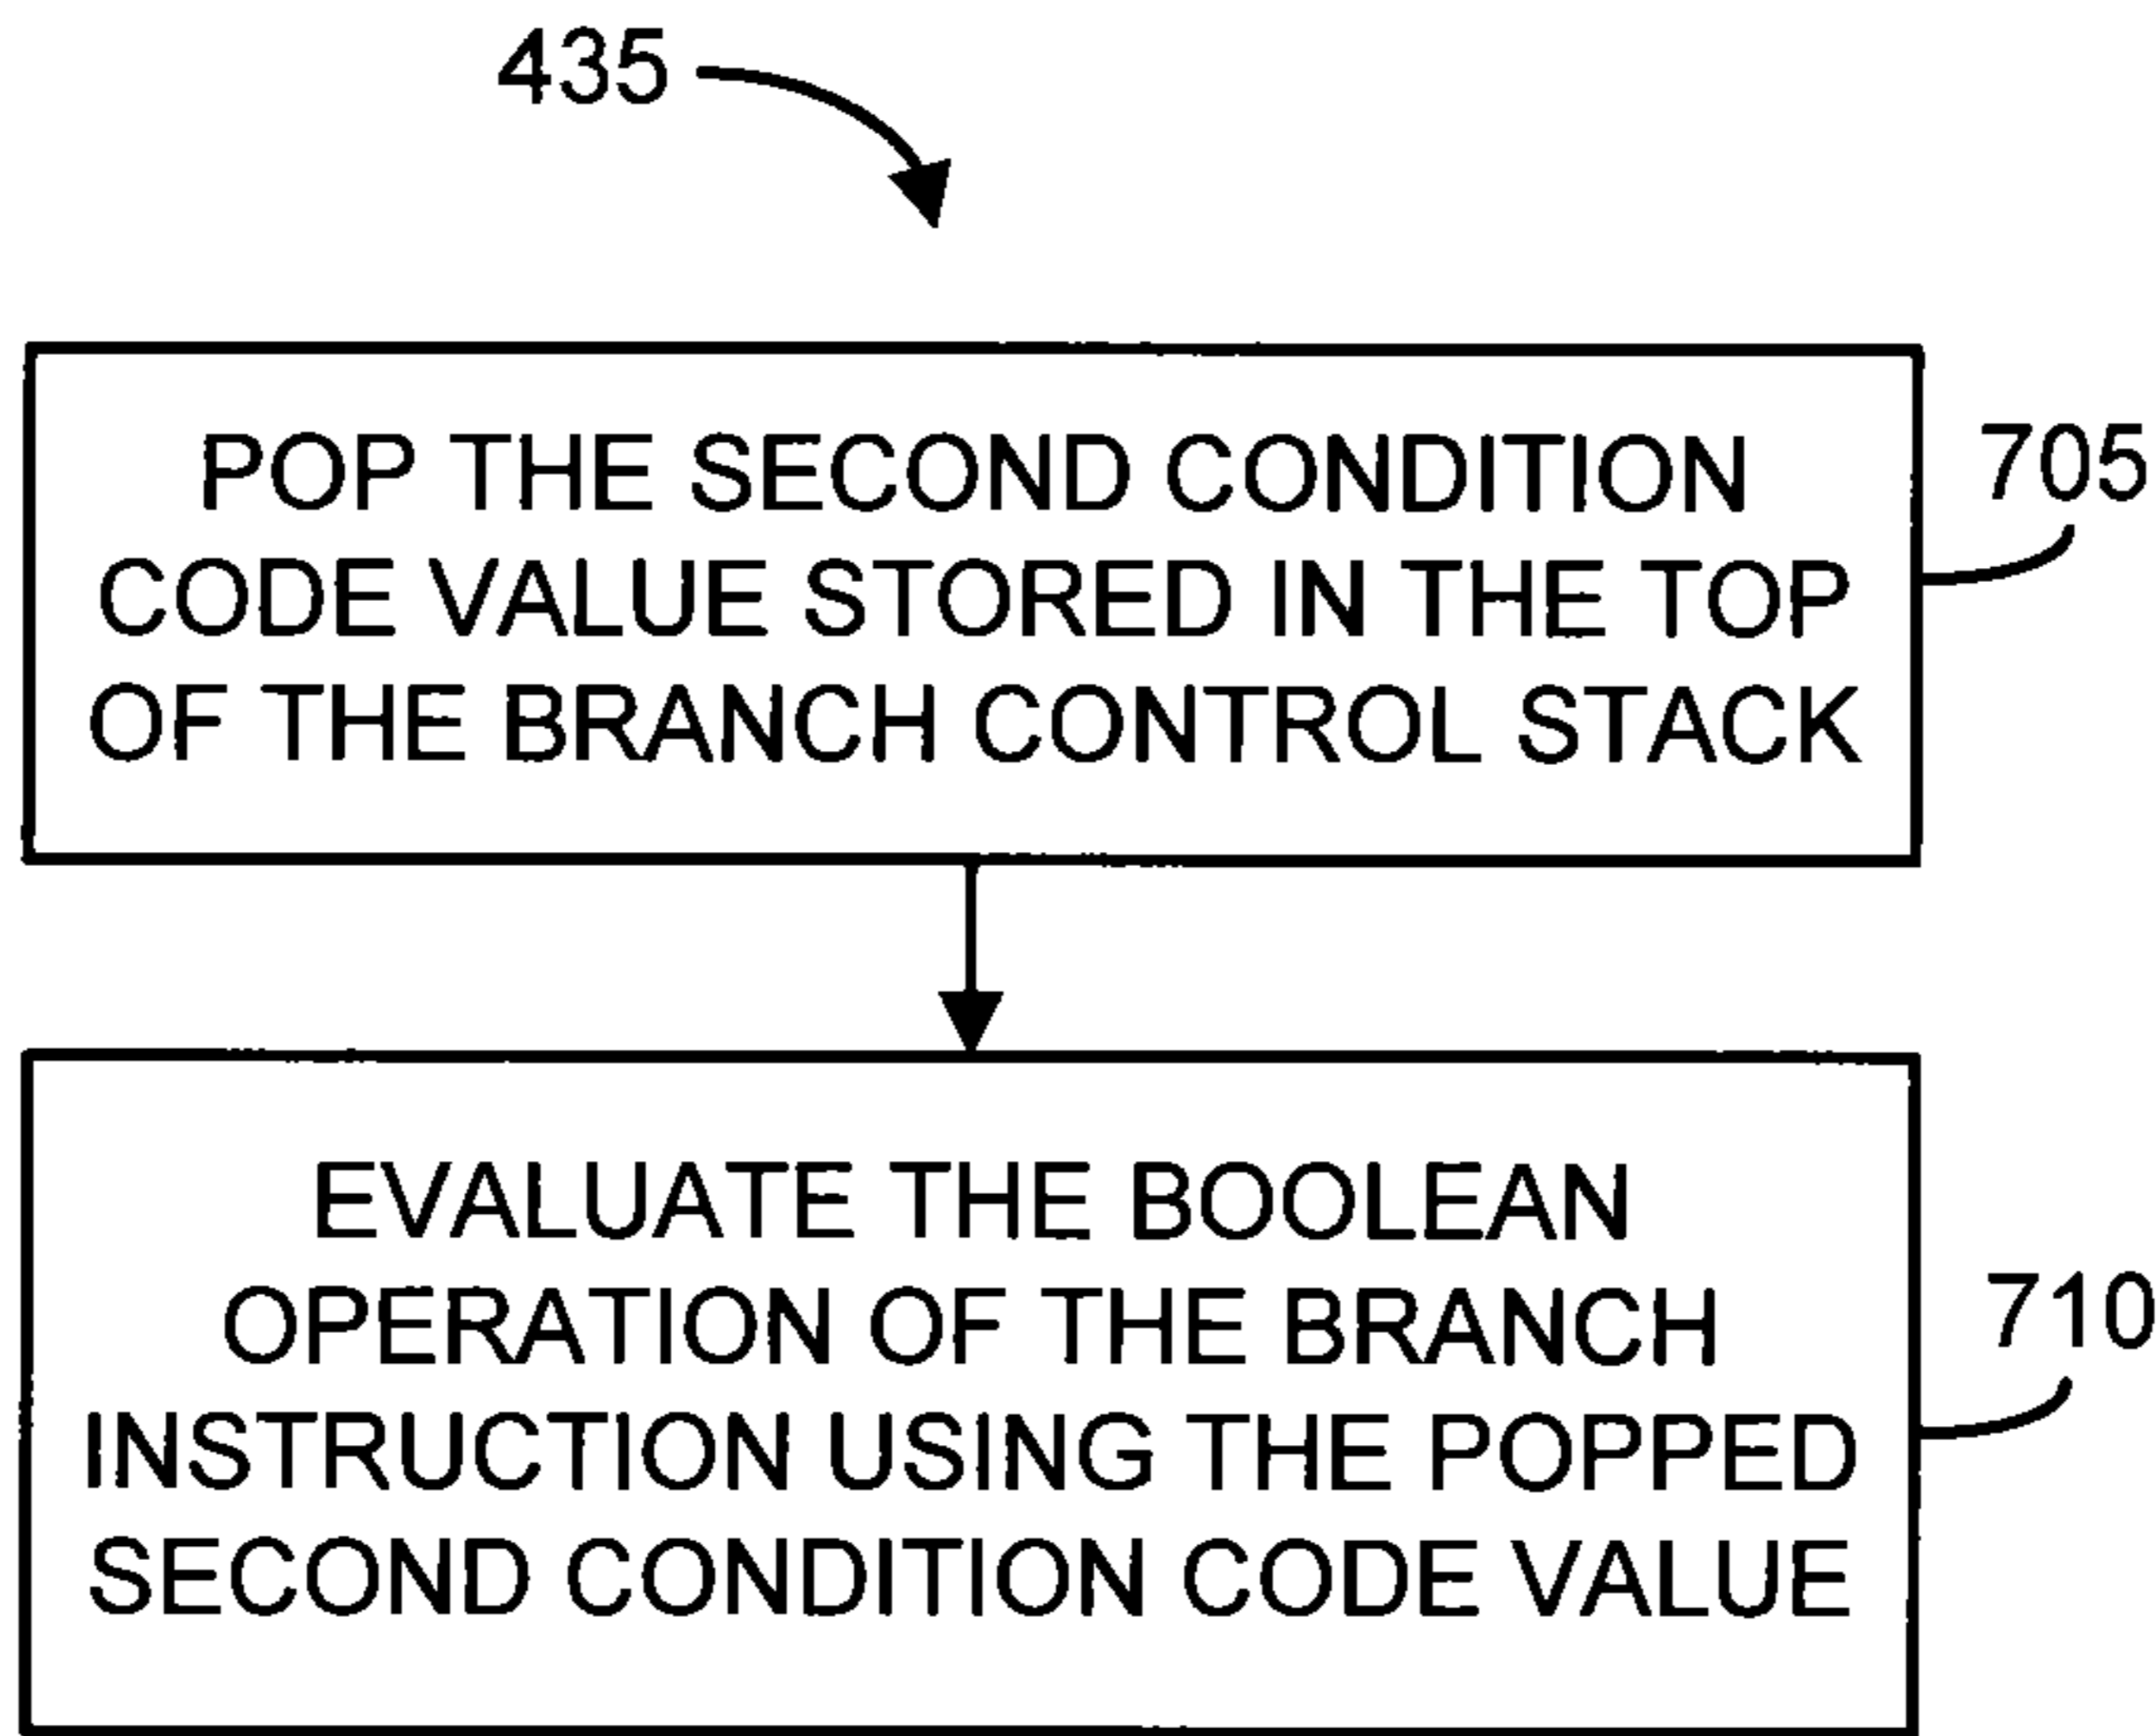 435
POP THE SECOND CONDITION
CODE VALUE STORED IN THE TOP
OF THE BRANCH CONTROL STACK
705
EVALUATE THE BOOLEAN
OPERATION OF THE BRANCH
INSTRUCTION USING THE POPPED
SECOND CONDITION CODE VALUE
710